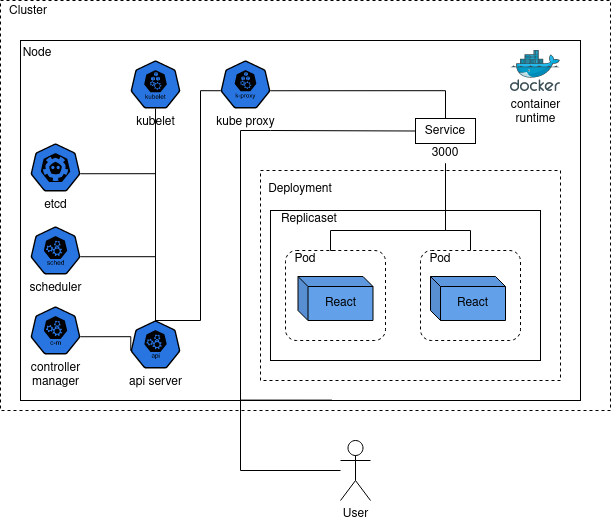 Cluster
Node
docker
container
runtime
kubelet
kubelet
k-proxy
kube proxy
Service
3000
etcd
Deployment
Replicaset
sched
scheduler
Pod
Pod
React
React
c-m
controller
manager
api
api server
User